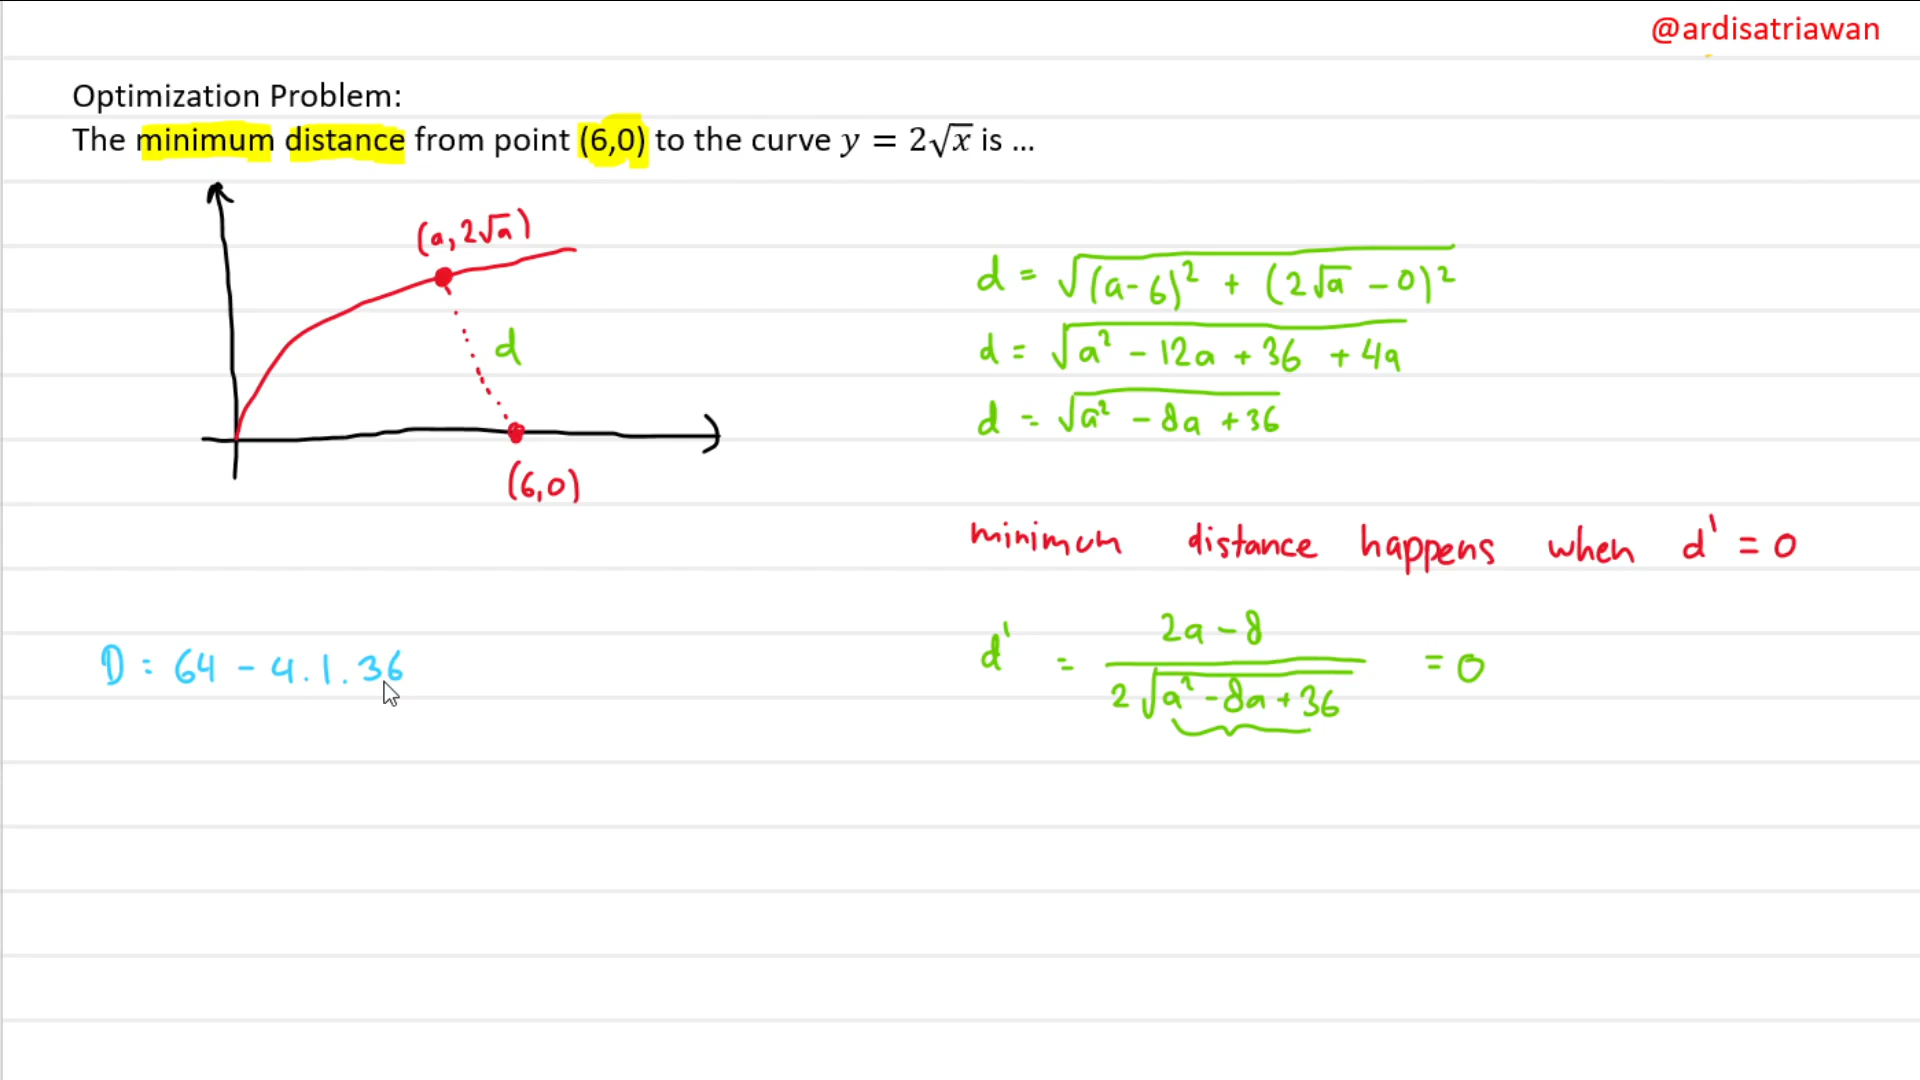 @ardisatriawan
Optimization Problem:
The minimum distance from point (6,0) to the curve y = 2√x is ...
(a, 2√a)
d
(6,0)
d = √((a-6)² + (2√a - 0)²)
d = √(a² - 12a + 36 + 4a)
d = √(a² - 8a + 36)
minimum distance happens when d' = 0
d' = (2a - 8) / (2√(a² - 8a + 36)) = 0
D = 64 - 4.1.36